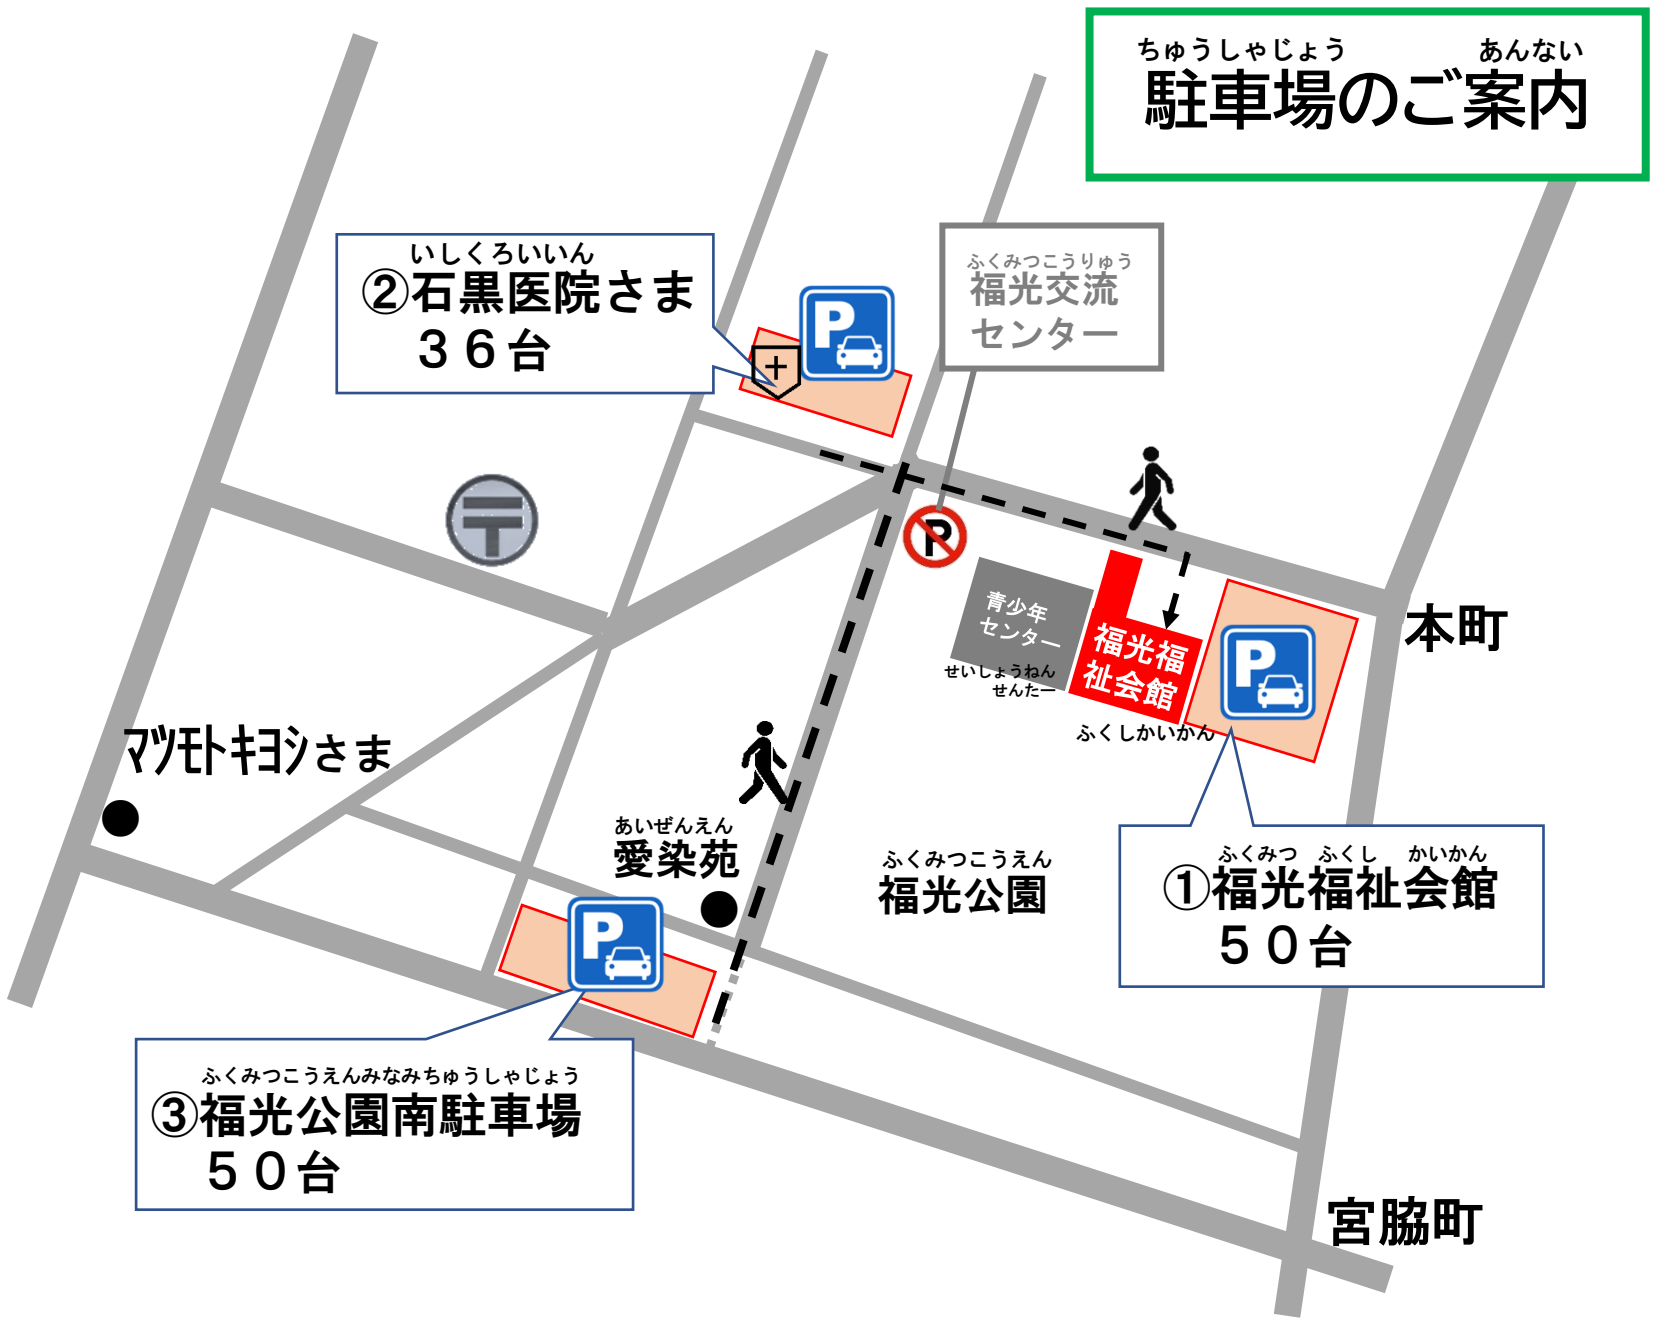 ちゅうしゃじょう　あんない
駐車場のご案内
いしくろいいん
②石黒医院さま
３６台
P
ふくみつこうりゅう
福光交流
センター
P
青少年
センター
せいしょうねん
せんたー
福光福
祉会館
ふくしかいかん
P
本町
マツモトキヨシさま
あいぜんえん
愛染苑
ふくみつこうえん
福光公園
ふくみつ　ふくし　かいかん
①福光福祉会館
５０台
P
ふくみつこうえんみなみちゅうしゃじょう
③福光公園南駐車場
５０台
宮脇町